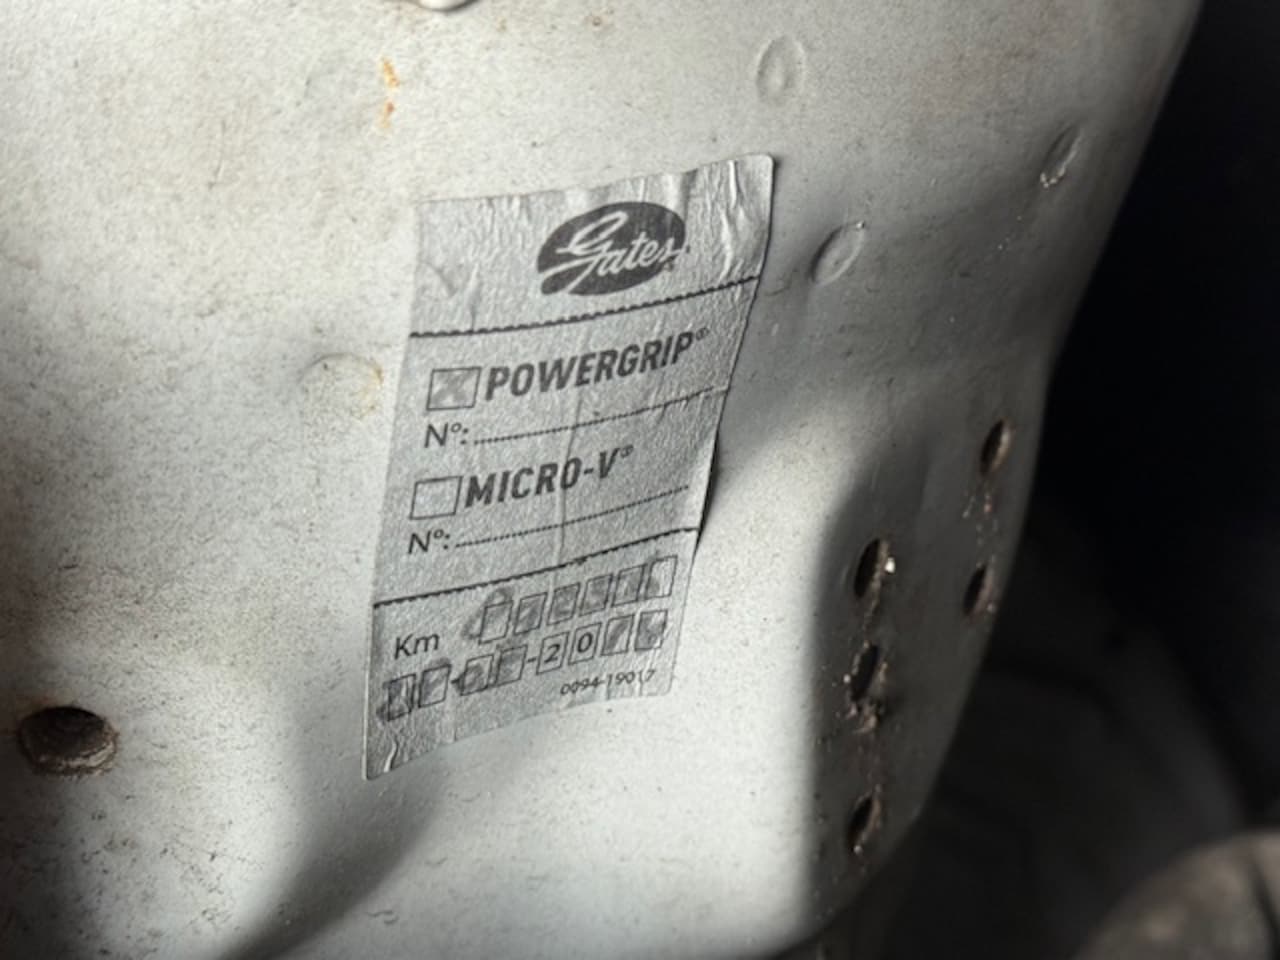 Gates
POWERGRIP®
Nº:
MICRO-V®
Nº:
Km
-20
0094-19017